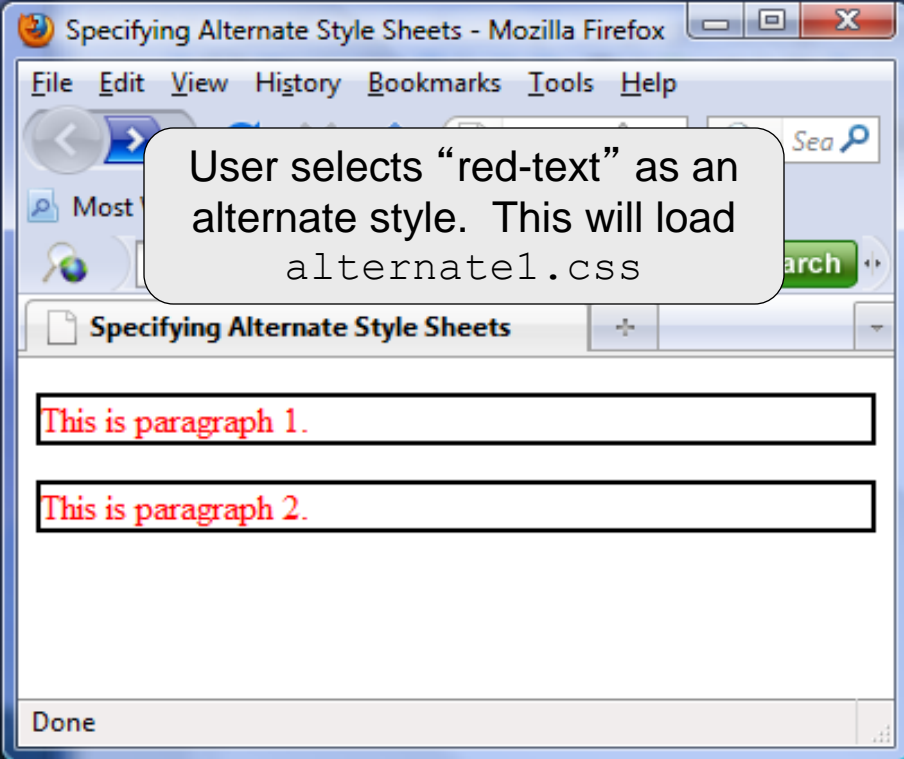 Specifying Alternate Style Sheets - Mozilla Firefox
File Edit View History Bookmarks Tools Help
Sea
User selects “red-text” as an
alternate style. This will load
alternate1.css
Most
arch
Specifying Alternate Style Sheets
This is paragraph 1.
This is paragraph 2.
Done